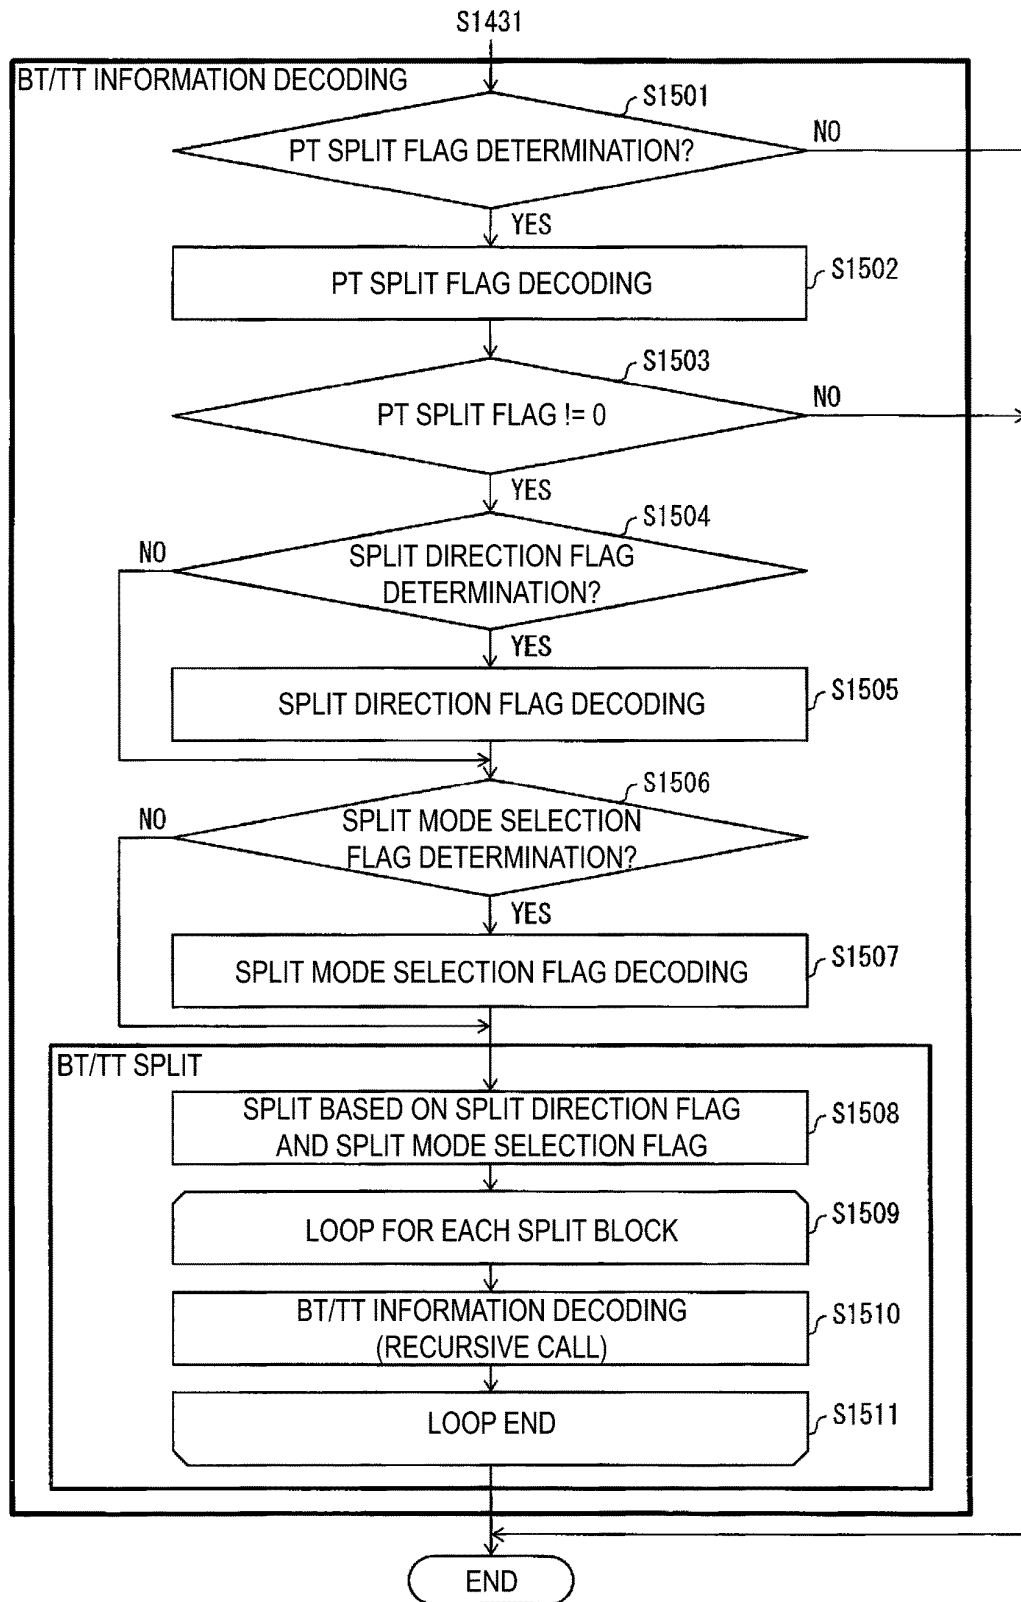 S1431
BT/TT INFORMATION DECODING
S1501
PT SPLIT FLAG DETERMINATION?
NO
YES
PT SPLIT FLAG DECODING
S1502
S1503
PT SPLIT FLAG != 0
NO
YES
S1504
NO
SPLIT DIRECTION FLAG
DETERMINATION?
YES
SPLIT DIRECTION FLAG DECODING
S1505
S1506
NO
SPLIT MODE SELECTION
FLAG DETERMINATION?
YES
SPLIT MODE SELECTION FLAG DECODING
S1507
BT/TT SPLIT
SPLIT BASED ON SPLIT DIRECTION FLAG
AND SPLIT MODE SELECTION FLAG
S1508
LOOP FOR EACH SPLIT BLOCK
S1509
BT/TT INFORMATION DECODING
(RECURSIVE CALL)
S1510
LOOP END
S1511
END